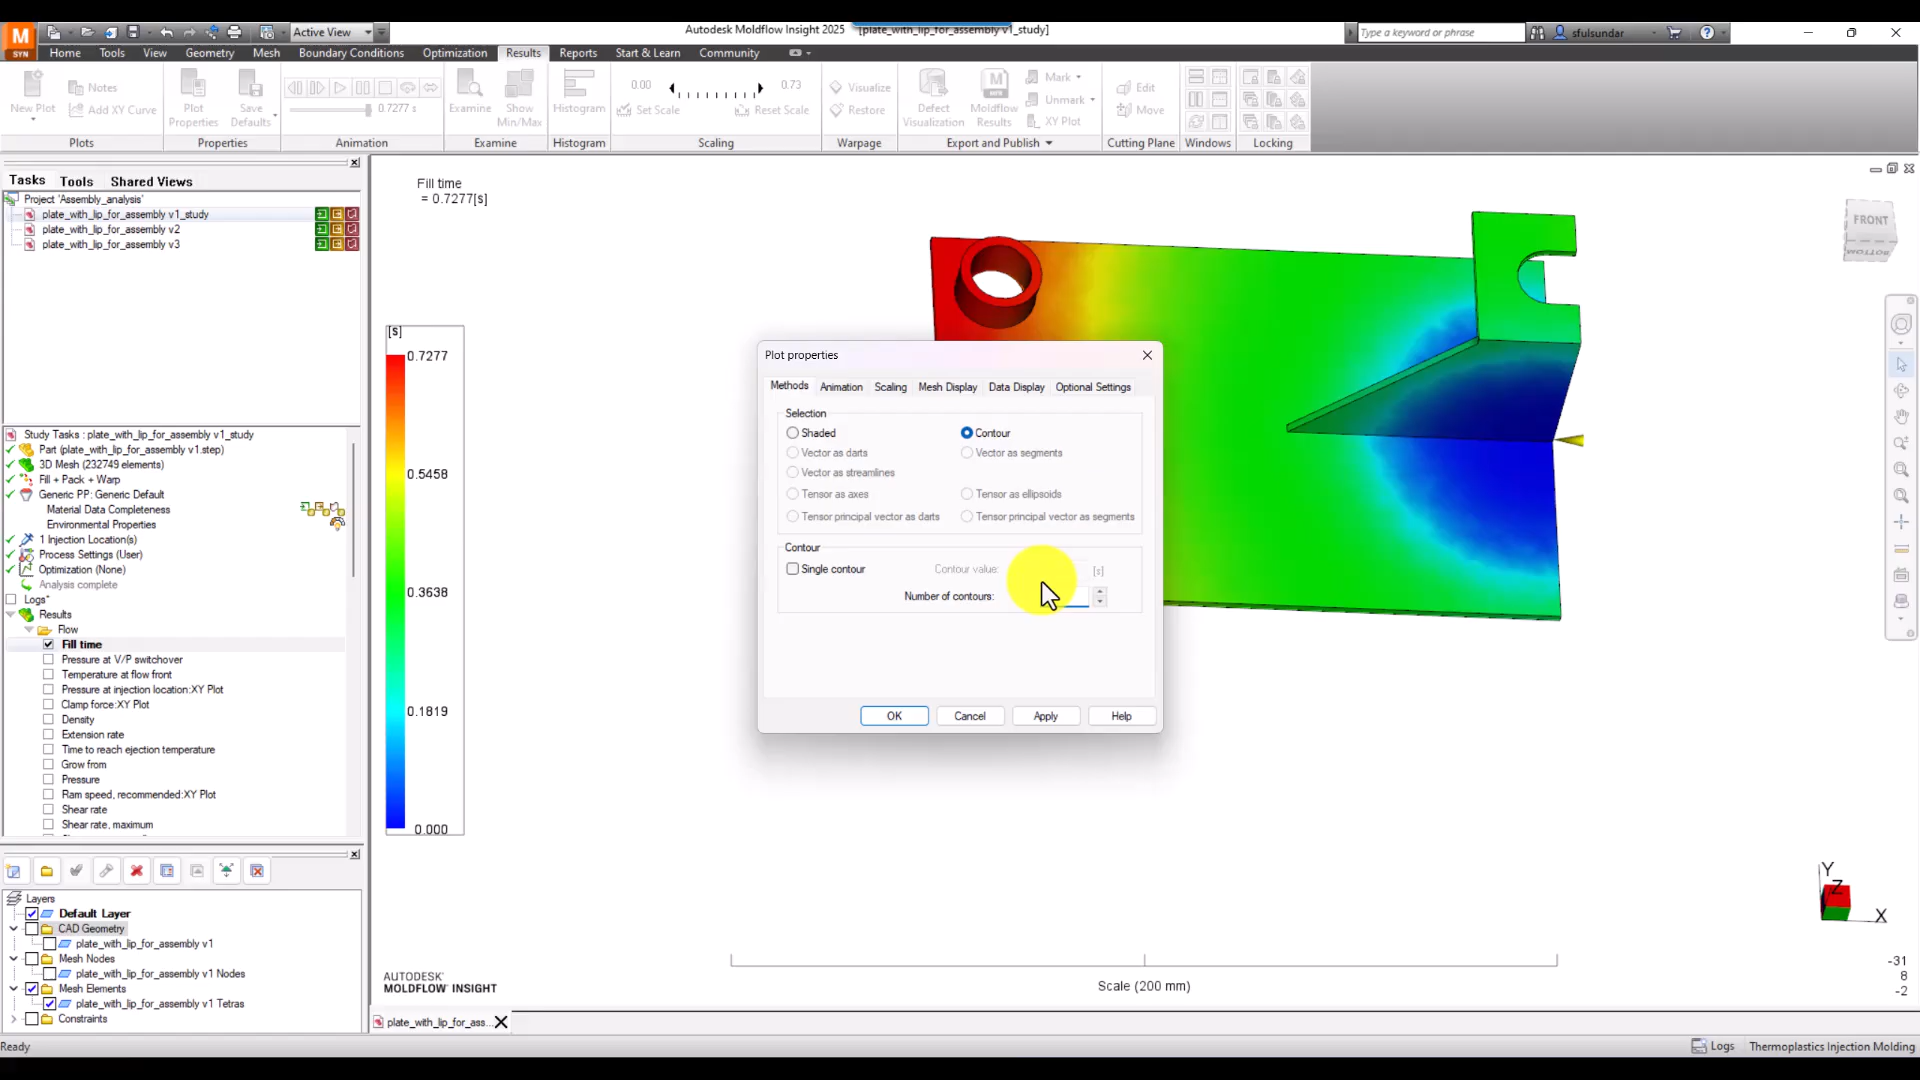 Active View
Autodesk Moldflow Insight 2025 [plate_with_lip_for_assembly v1_study]
Type a keyword or phrase
sfulsundar
M
SYN
Home Tools View Geometry Mesh Boundary Conditions Optimization Results Reports Start & Learn Community
New Plot
Notes
Add XY Curve
Plots
Plot
Properties
Save
Defaults
Properties
0.7277 s
Animation
Examine
Show
Min/Max
Examine
Histogram
Histogram
0.00
0.73
Set Scale
Reset Scale
Scaling
Visualize
Restore
Warpage
Defect
Visualization
Moldflow
Results
Mark
Unmark
XY Plot
Export and Publish
Edit
Move
Cutting Plane
Windows
Locking
Tasks Tools Shared Views
Project 'Assembly_analysis'
plate_with_lip_for_assembly v1_study
plate_with_lip_for_assembly v2
plate_with_lip_for_assembly v3
Study Tasks : plate_with_lip_for_assembly v1_study
Part (plate_with_lip_for_assembly v1.step)
3D Mesh (232749 elements)
Fill + Pack + Warp
Generic PP: Generic Default
Material Data Completeness
Environmental Properties
1 Injection Location(s)
Process Settings (User)
Optimization (None)
Analysis complete
Logs*
Results
Flow
Fill time
Pressure at V/P switchover
Temperature at flow front
Pressure at injection location:XY Plot
Clamp force:XY Plot
Density
Extension rate
Time to reach ejection temperature
Grow from
Pressure
Ram speed, recommended:XY Plot
Shear rate
Shear rate, maximum
Layers
Default Layer
CAD Geometry
plate_with_lip_for_assembly v1
Mesh Nodes
plate_with_lip_for_assembly v1 Nodes
Mesh Elements
plate_with_lip_for_assembly v1 Tetras
Constraints
Ready
Fill time
= 0.7277[s]
[s]
0.7277
0.5458
0.3638
0.1819
0.000
Plot properties
Methods Animation Scaling Mesh Display Data Display Optional Settings
Selection
Shaded
Contour
Vector as darts
Vector as segments
Vector as streamlines
Tensor as axes
Tensor as ellipsoids
Tensor principal vector as darts
Tensor principal vector as segments
Contour
Single contour
Contour value:
[s]
Number of contours:
OK
Cancel
Apply
Help
FRONT
BOTTOM
Y
Z
X
-31
8
-2
AUTODESK
MOLDFLOW INSIGHT
Scale (200 mm)
plate_with_lip_for_ass...
Logs
Thermoplastics Injection Molding